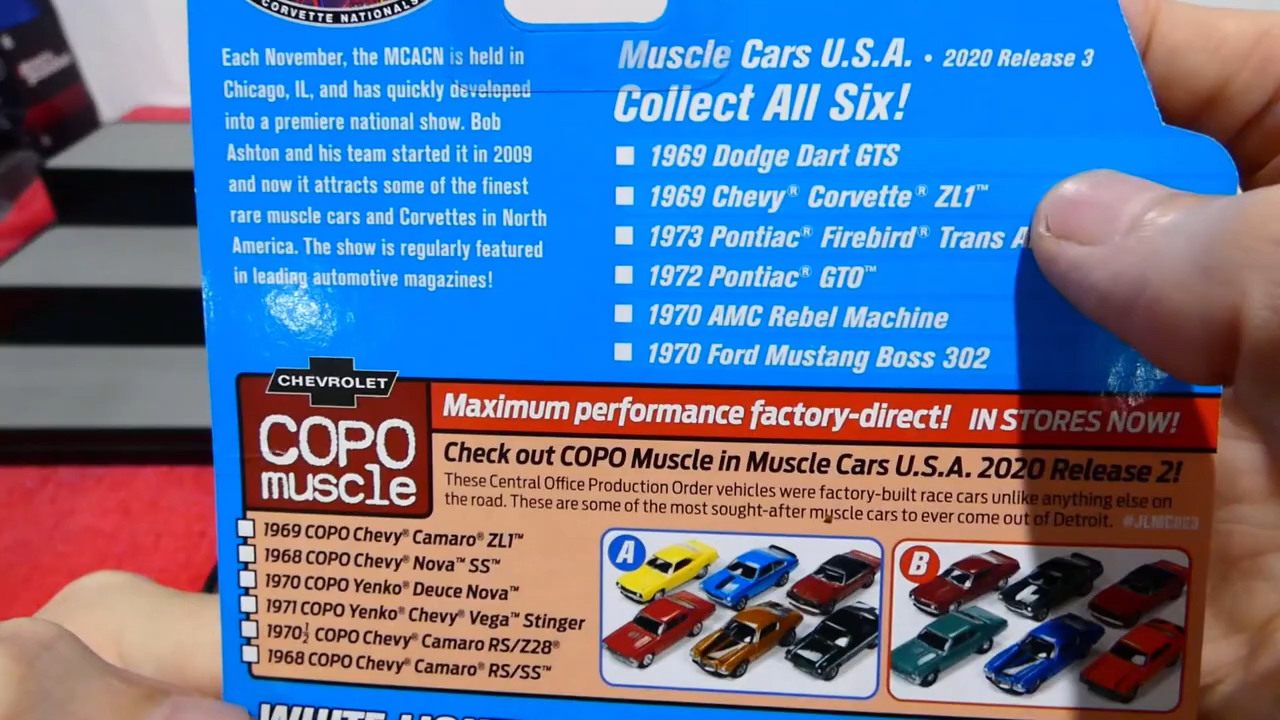 CORVETTE NATIONALS
Each November, the MCACN is held in
Chicago, IL, and has quickly developed
into a premiere national show. Bob
Ashton and his team started it in 2009
and now it attracts some of the finest
rare muscle cars and Corvettes in North
America. The show is regularly featured
in leading automotive magazines!
Muscle Cars U.S.A. • 2020 Release 3
Collect All Six!
1969 Dodge Dart GTS
1969 Chevy® Corvette® ZL1™
1973 Pontiac® Firebird® Trans
1972 Pontiac® GTO™
1970 AMC Rebel Machine
1970 Ford Mustang Boss 302
CHEVROLET
COPO
muscle
Maximum performance factory-direct! IN STORES NOW!
Check out COPO Muscle in Muscle Cars U.S.A. 2020 Release 2!
These Central Office Production Order vehicles were factory-built race cars unlike anything else on
the road. These are some of the most sought-after muscle cars to ever come out of Detroit.
1969 COPO Chevy® Camaro® ZL1™
1968 COPO Chevy® Nova™ SS™
1970 COPO Yenko® Deuce Nova™
1971 COPO Yenko® Chevy® Vega™ Stinger
1970½ COPO Chevy® Camaro RS/Z28®
1968 COPO Chevy® Camaro® RS/SS™
A
B
WHITE